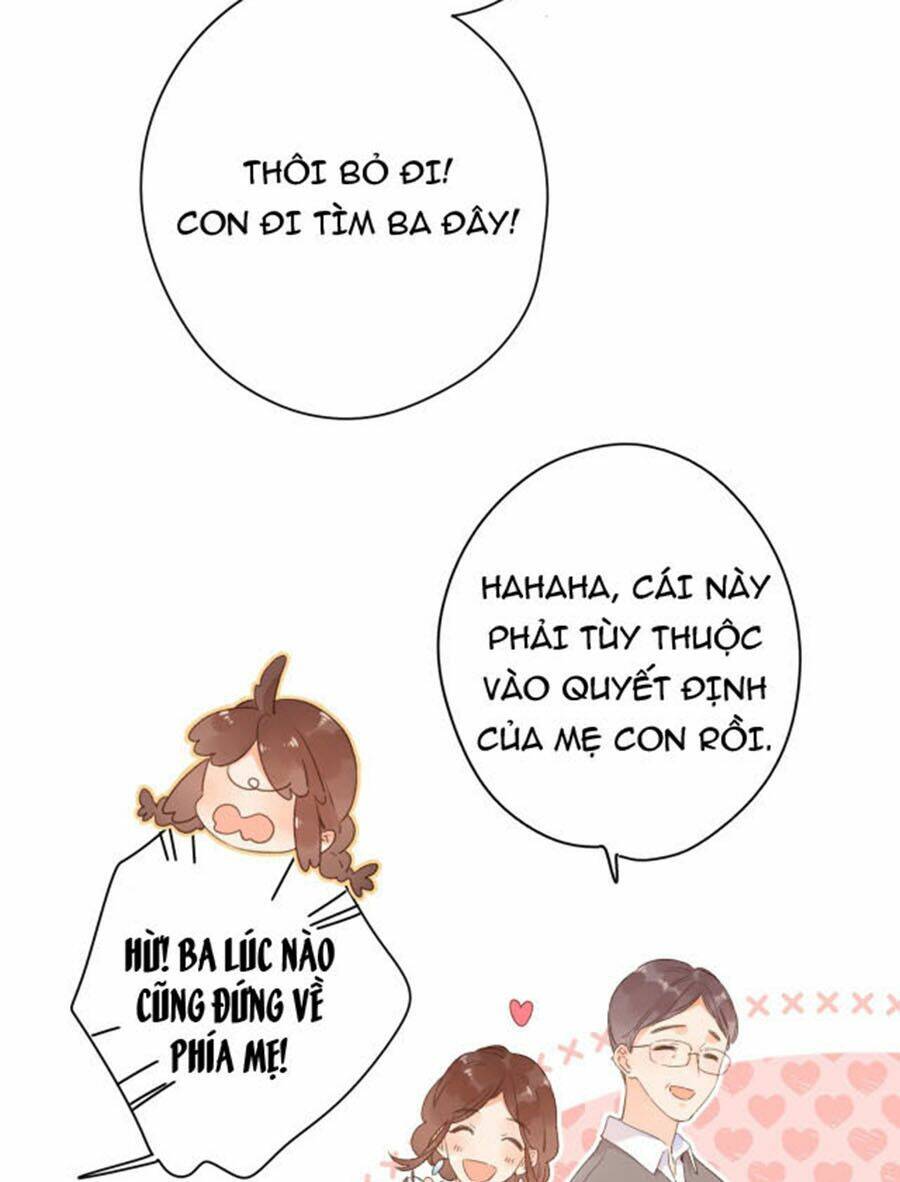 THÔI BỎ ĐI!
CON ĐI TÌM BA ĐÂY!
HAHAHA, CÁI NÀY
PHẢI TÙY THUỘC
VÀO QUYẾT ĐỊNH
CỦA MẸ CON RỒI.
HỪ! BA LÚC NÀO
CŨNG ĐỨNG VỀ
PHÍA MẸ!